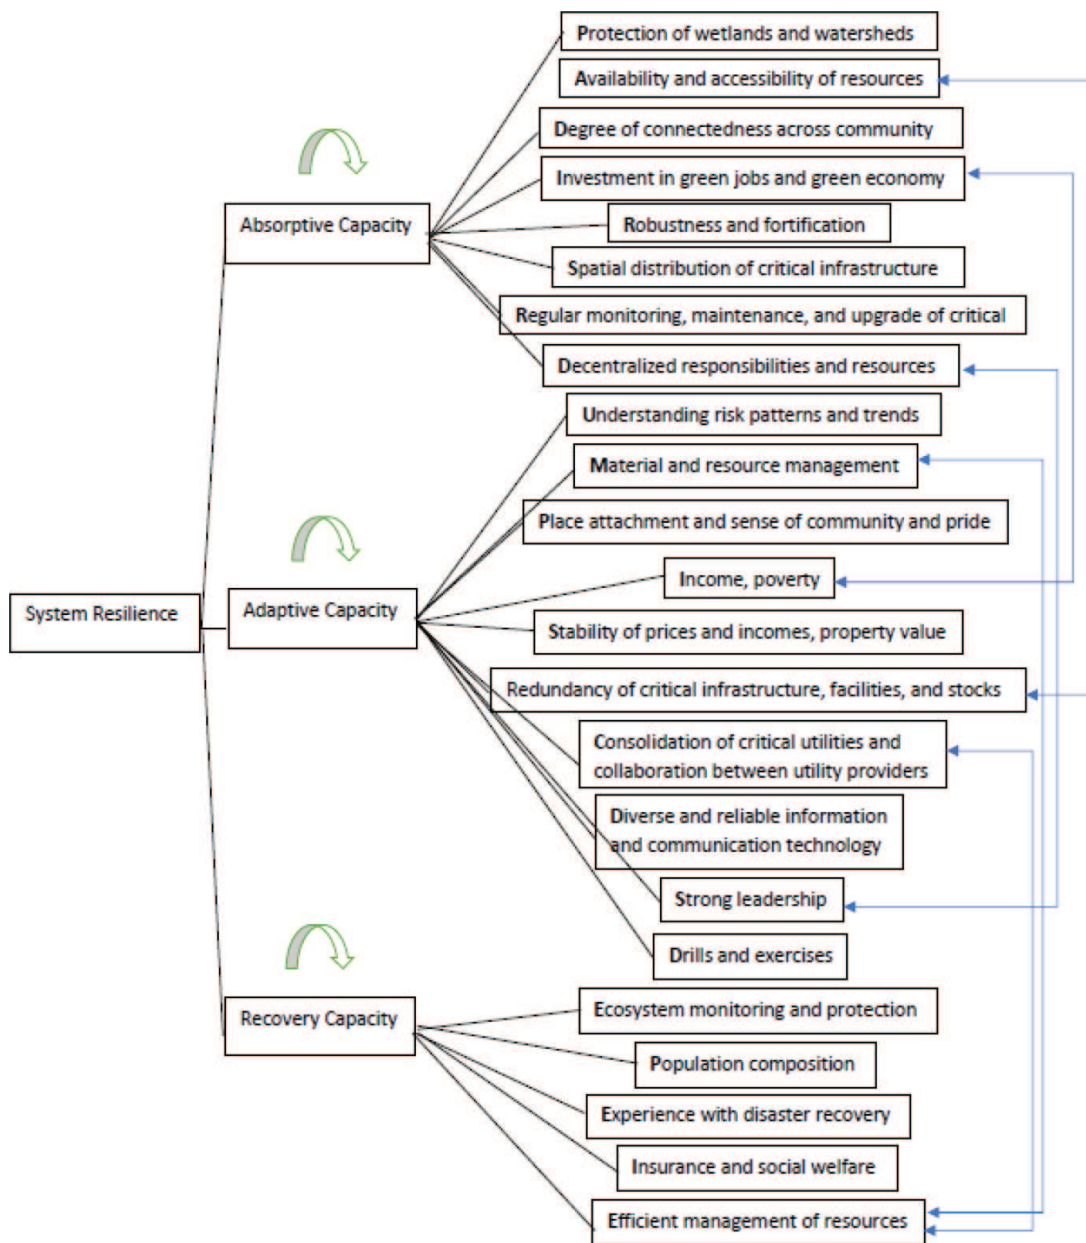 Protection of wetlands and watersheds
Availability and accessibility of resources
Degree of connectedness across community
Investment in green jobs and green economy
Absorptive Capacity
Robustness and fortification
Spatial distribution of critical infrastructure
Regular monitoring, maintenance, and upgrade of critical
Decentralized responsibilities and resources
Understanding risk patterns and trends
Material and resource management
Place attachment and sense of community and pride
Income, poverty
System Resilience
Adaptive Capacity
Stability of prices and incomes, property value
Redundancy of critical infrastructure, facilities, and stocks
Consolidation of critical utilities and
collaboration between utility providers
Diverse and reliable information
and communication technology
Strong leadership
Drills and exercises
Recovery Capacity
Ecosystem monitoring and protection
Population composition
Experience with disaster recovery
Insurance and social welfare
Efficient management of resources